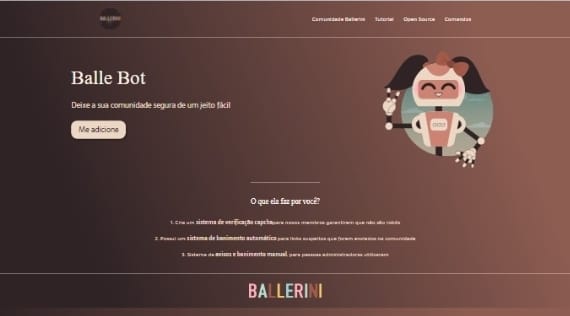 BALLERINI
Comunidade Ballerini
Tutorial
Open Source
Comandos
Balle Bot
Deixe a sua comunidade segura de um jeito fácil
Me adicione
O que ela faz por você?
1. Crie um sistema de verificação capcha para novos membros garantirem que não são robôs
2. Possui um sistema de banimento automático para links suspeitos que forem enviados na comunidade
3. Sistema de avisos e banimento manual, para pessoas administradoras utilizarem
BALLERINI